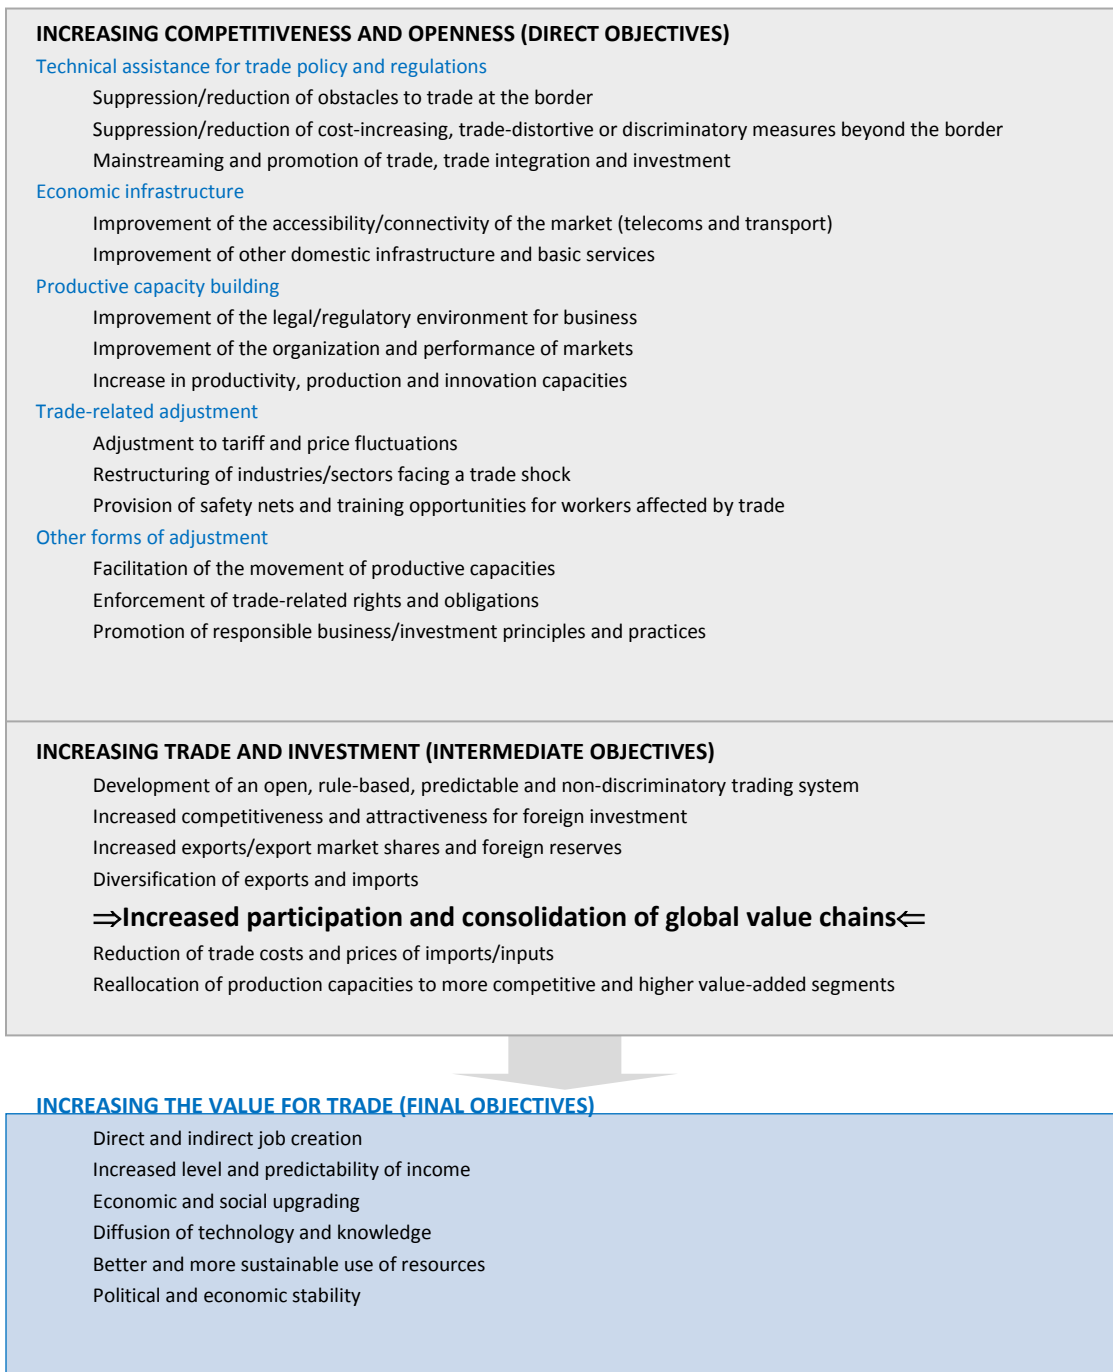 INCREASING COMPETITIVENESS AND OPENNESS (DIRECT OBJECTIVES)
Technical assistance for trade policy and regulations
Suppression/reduction of obstacles to trade at the border
Suppression/reduction of cost-increasing, trade-distortive or discriminatory measures beyond the border
Mainstreaming and promotion of trade, trade integration and investment
Economic infrastructure
Improvement of the accessibility/connectivity of the market (telecoms and transport)
Improvement of other domestic infrastructure and basic services
Productive capacity building
Improvement of the legal/regulatory environment for business
Improvement of the organization and performance of markets
Increase in productivity, production and innovation capacities
Trade-related adjustment
Adjustment to tariff and price fluctuations
Restructuring of industries/sectors facing a trade shock
Provision of safety nets and training opportunities for workers affected by trade
Other forms of adjustment
Facilitation of the movement of productive capacities
Enforcement of trade-related rights and obligations
Promotion of responsible business/investment principles and practices
INCREASING TRADE AND INVESTMENT (INTERMEDIATE OBJECTIVES)
Development of an open, rule-based, predictable and non-discriminatory trading system
Increased competitiveness and attractiveness for foreign investment
Increased exports/export market shares and foreign reserves
Diversification of exports and imports
⇒Increased participation and consolidation of global value chains⇐
Reduction of trade costs and prices of imports/inputs
Reallocation of production capacities to more competitive and higher value-added segments
INCREASING THE VALUE FOR TRADE (FINAL OBJECTIVES)
Direct and indirect job creation
Increased level and predictability of income
Economic and social upgrading
Diffusion of technology and knowledge
Better and more sustainable use of resources
Political and economic stability